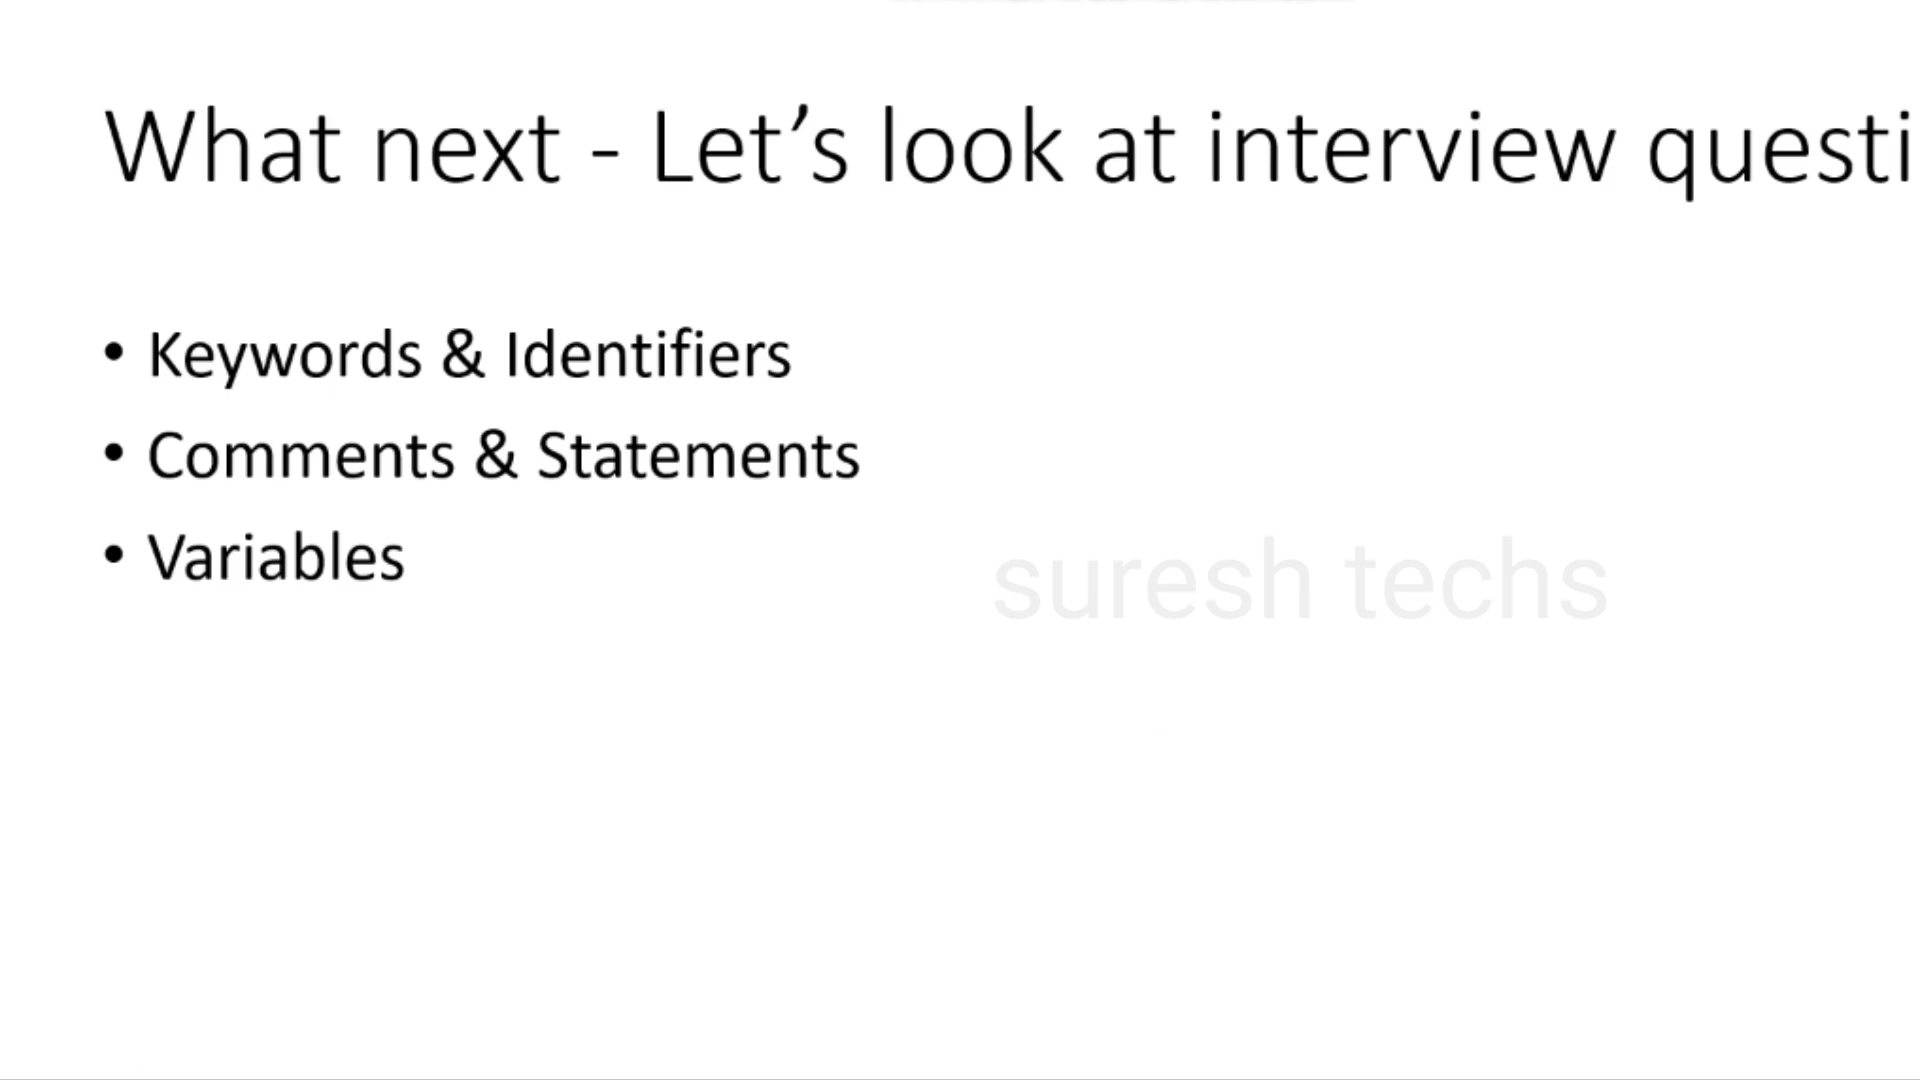 What next - Let’s look at interview questi
• Keywords & Identifiers
• Comments & Statements
• Variables
suresh techs